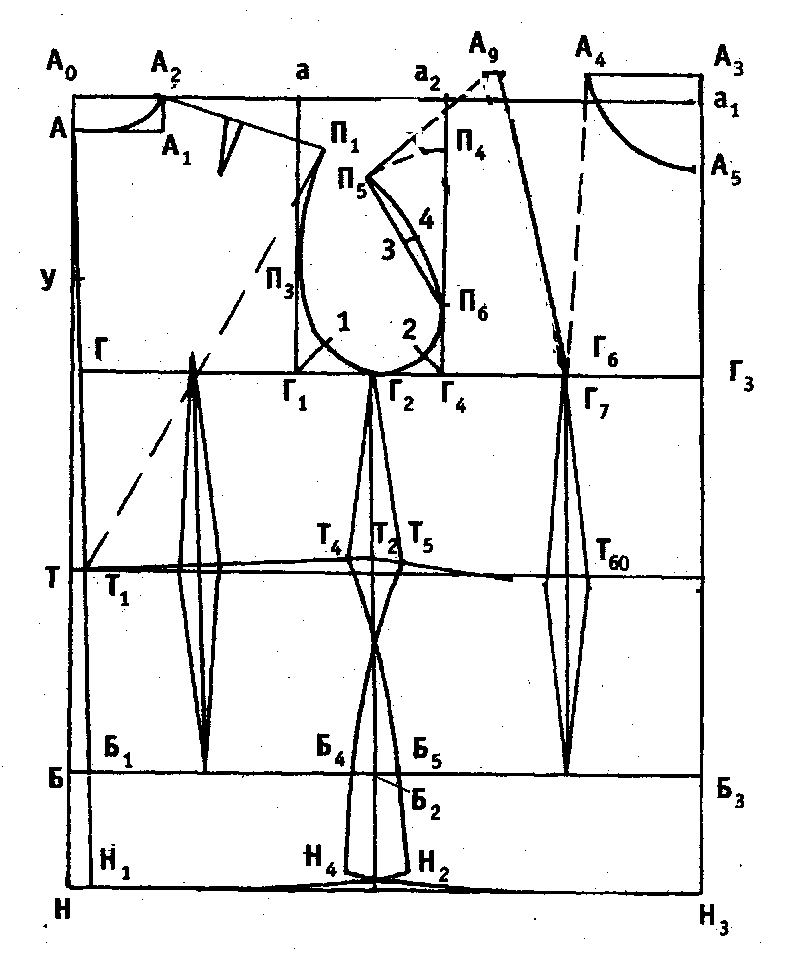 А₀ А₂ а а₂ А₉ А₄ А₃
а₁
А А₁ П₁ П₄ А₅
П₅
4
3
У П₃ П₆
1 2
Г Г₆
Г₁ Г₂ Г₄ Г₇ Г₃
Т₄ Т₂ Т₅ Т₆₀
Т Т₁
Б₁ Б₄ Б₅
Б Б₂ Б₃
Н₁ Н₄ Н₂
Н Н₃